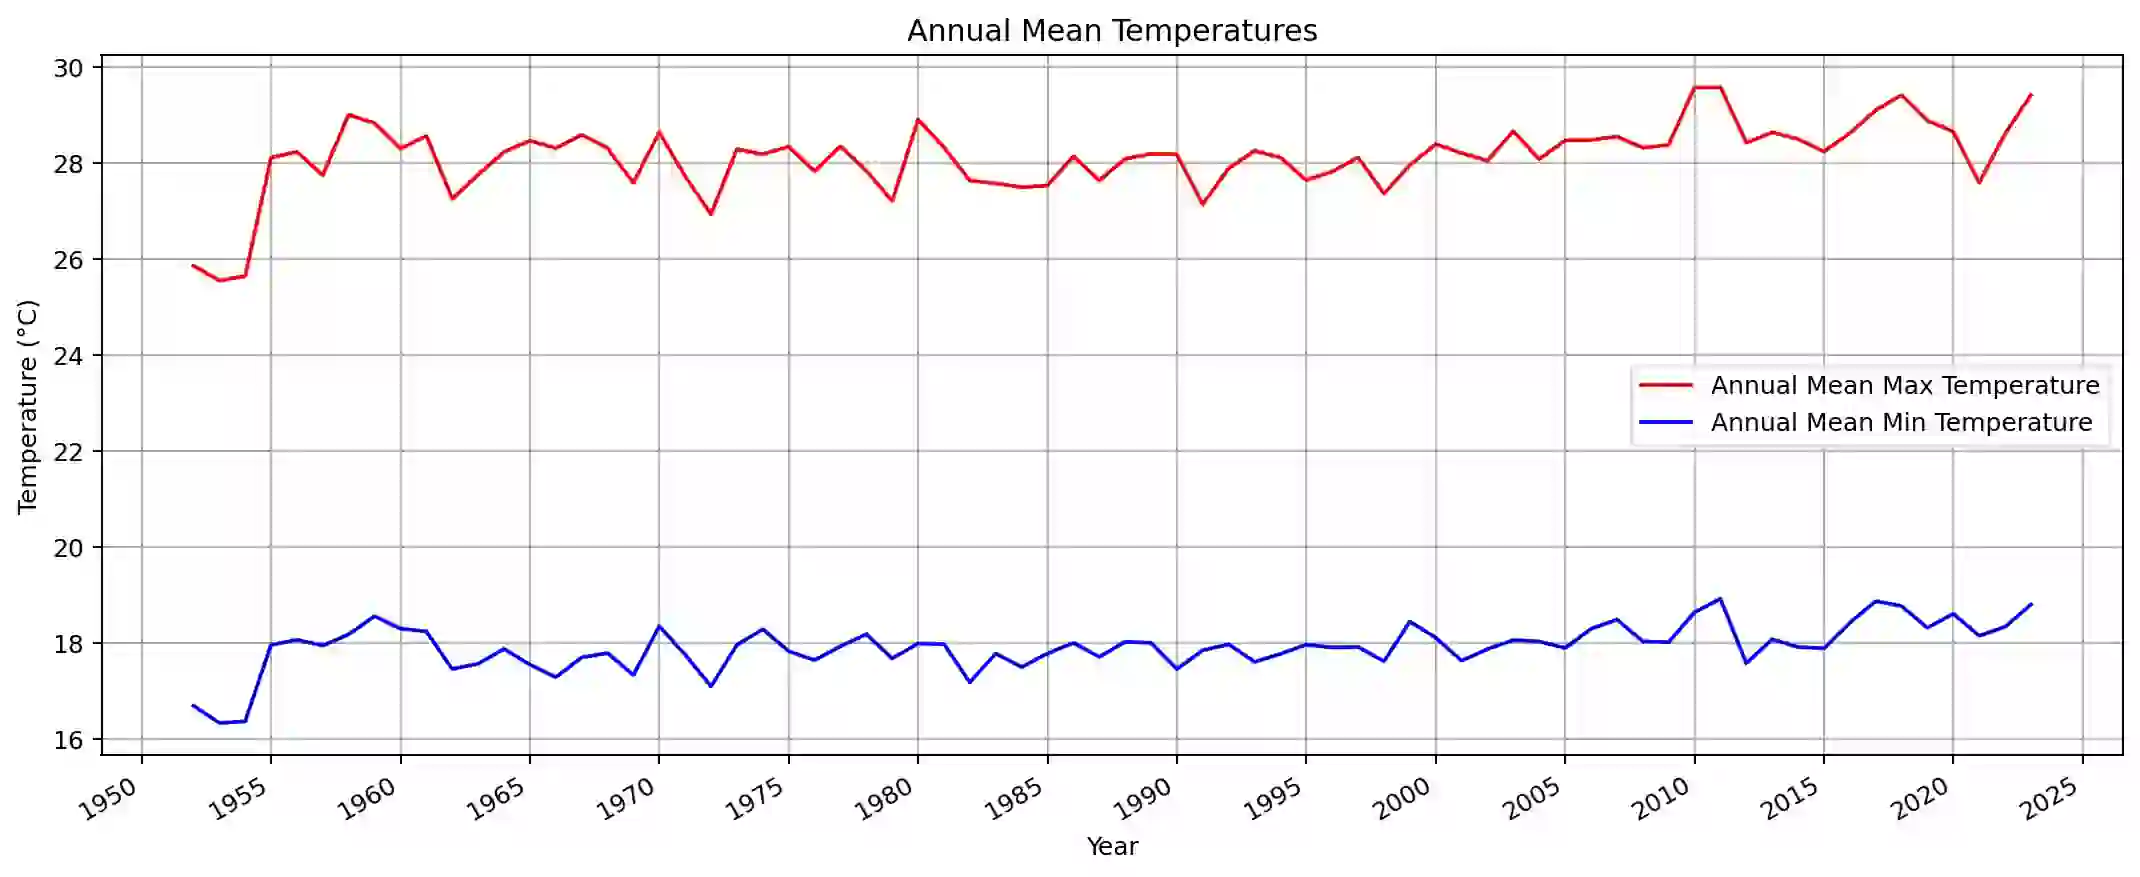 Annual Mean Temperatures
30
28
26
24
22
20
18
16
Temperature (°C)
Annual Mean Max Temperature
Annual Mean Min Temperature
1950 1955 1960 1965 1970 1975 1980 1985 1990 1995 2000 2005 2010 2015 2020 2025
Year